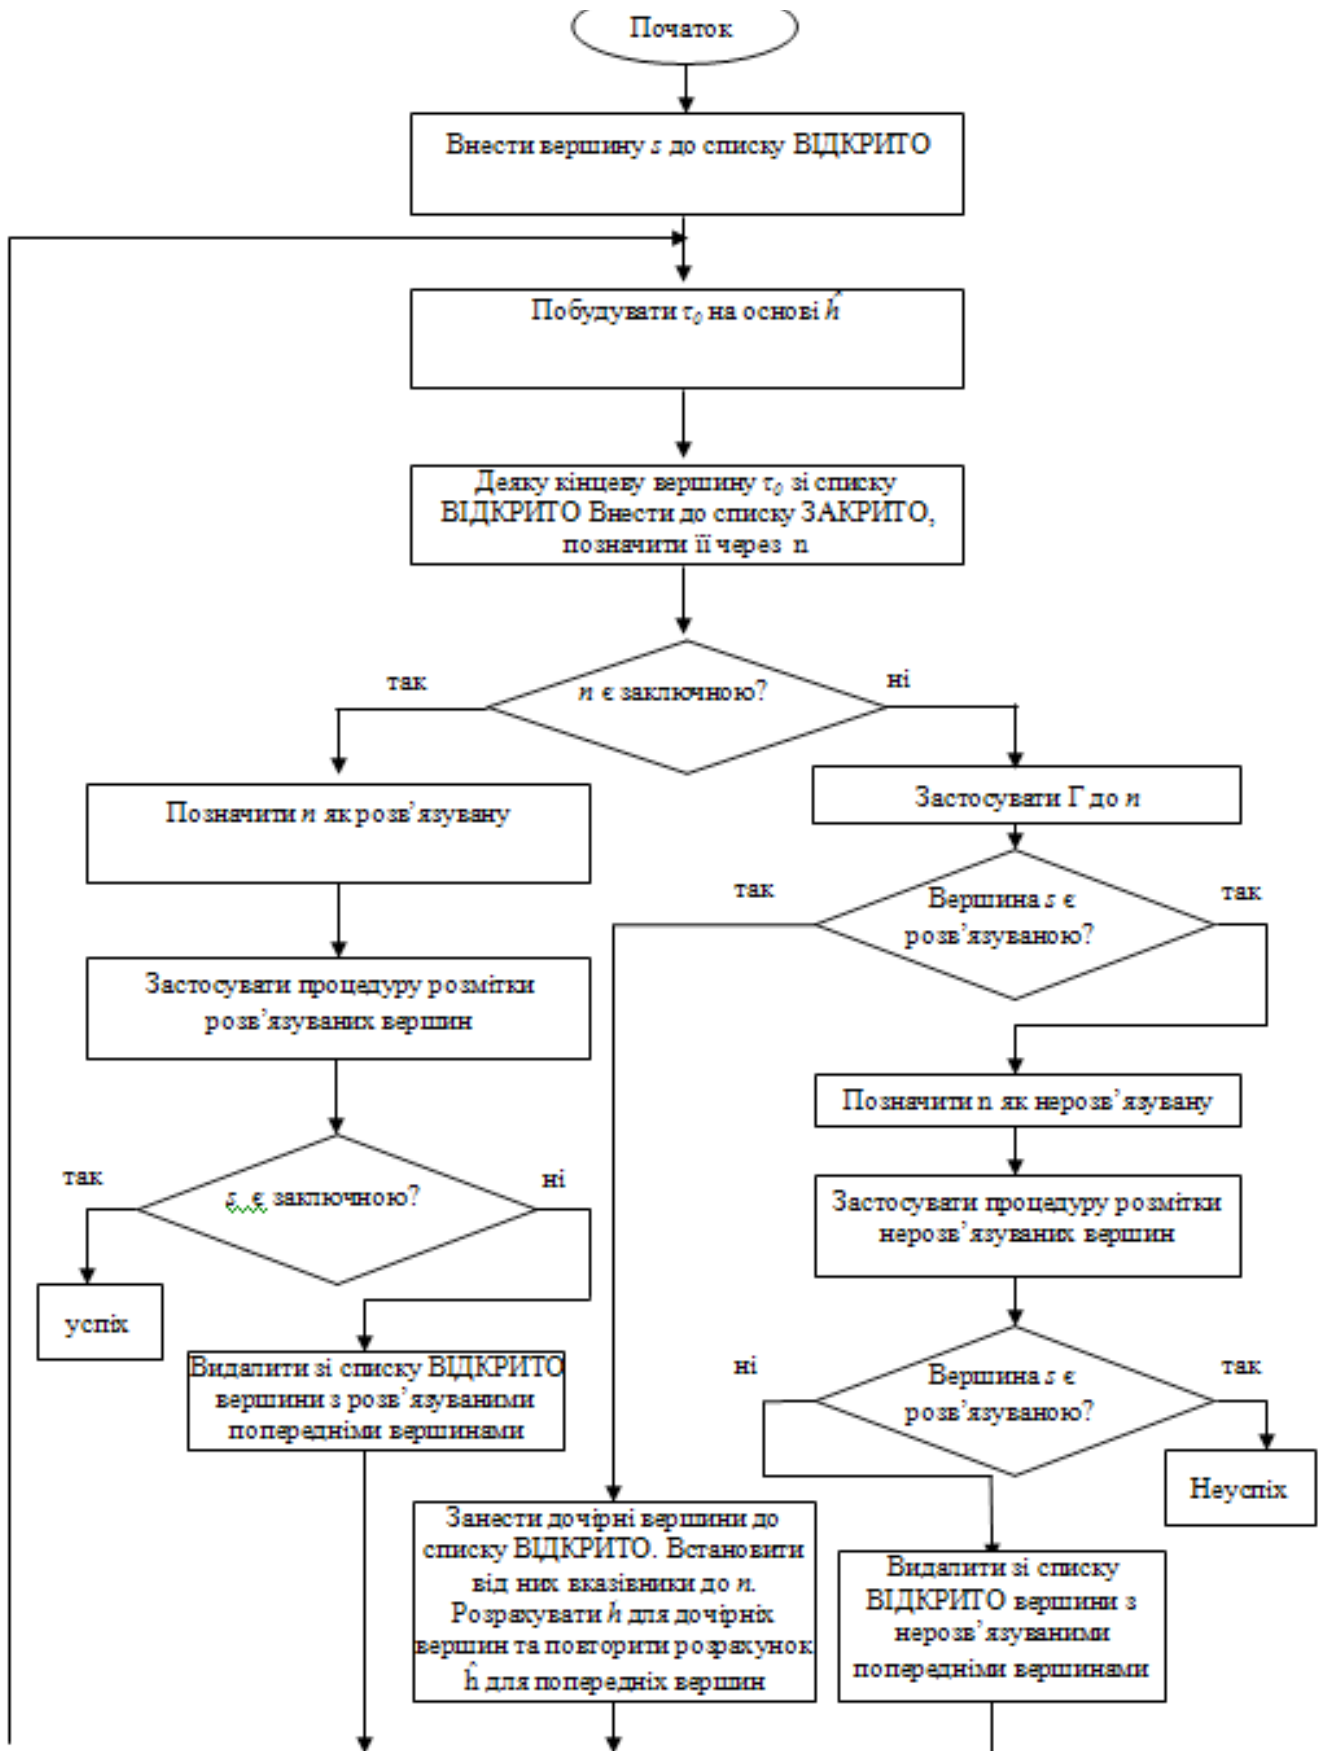 Початок
Внести вершину s до списку ВІДКРИТО
Побудувати τ₀ на основі ĥ
Деяку кінцеву вершину τ₀ зі списку
ВІДКРИТО Внести до списку ЗАКРИТО,
позначити її через n
так
n є заключною?
ні
Позначити n як розв’язувану
Застосувати Г до n
так
Вершина s є
розв’язуваною?
так
Застосувати процедуру розмітки
розв’язуваних вершин
Позначити n як нерозв’язувану
так
s є заключною?
ні
Застосувати процедуру розмітки
нерозв’язуваних вершин
успіх
Видалити зі списку ВІДКРИТО
вершини з розв’язуваними
попередніми вершинами
ні
Вершина s є
розв’язуваною?
так
Неуспіх
Занести дочірні вершини до
списку ВІДКРИТО. Встановити
від них вказівники до n.
Розрахувати h для дочірніх
вершин та повторити розрахунок
ĥ для попередніх вершин
Видалити зі списку
ВІДКРИТО вершини з
нерозв’язуваними
попередніми вершинами